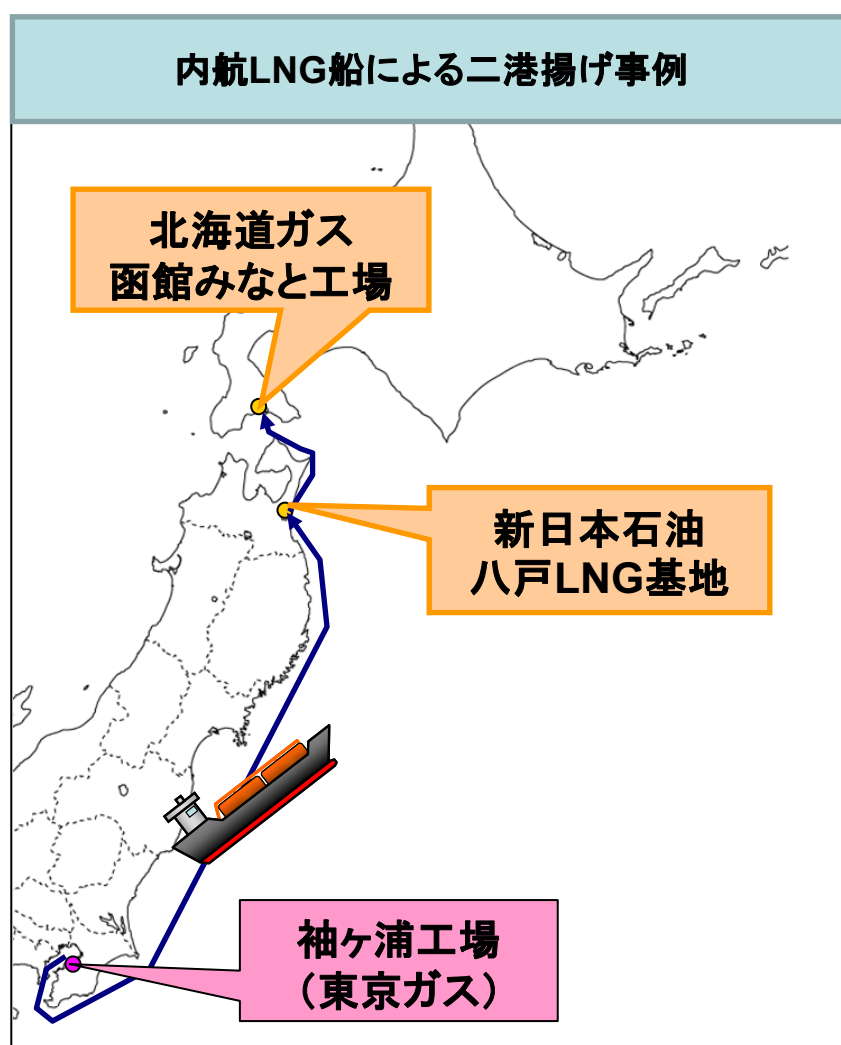 内航LNG船による二港揚げ事例
北海道ガス
函館みなと工場
新日本石油
八戸LNG基地
袖ヶ浦工場
（東京ガス）